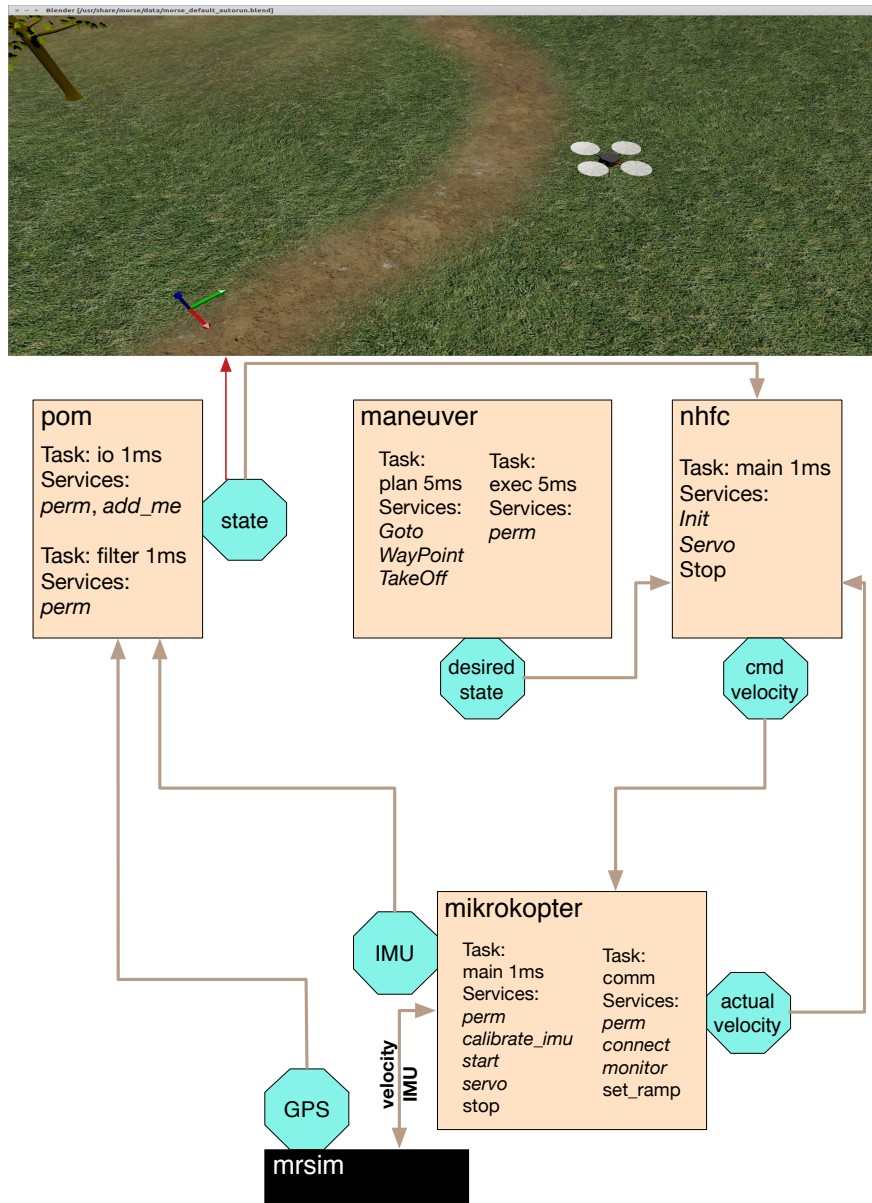 Blender [/usr/share/morse/data/morse_default_autorun.blend]
pom
Task: io 1ms
Services:
perm, add_me
Task: filter 1ms
Services:
perm
state
maneuver
Task:
plan 5ms
Services:
Goto
WayPoint
TakeOff
Task:
exec 5ms
Services:
perm
desired
state
nhfc
Task: main 1ms
Services:
Init
Servo
Stop
cmd
velocity
IMU
mikrokopter
Task:
main 1ms
Services:
perm
calibrate_imu
start
servo
stop
Task:
comm
Services:
perm
connect
monitor
set_ramp
actual
velocity
velocity
IMU
GPS
mrsim